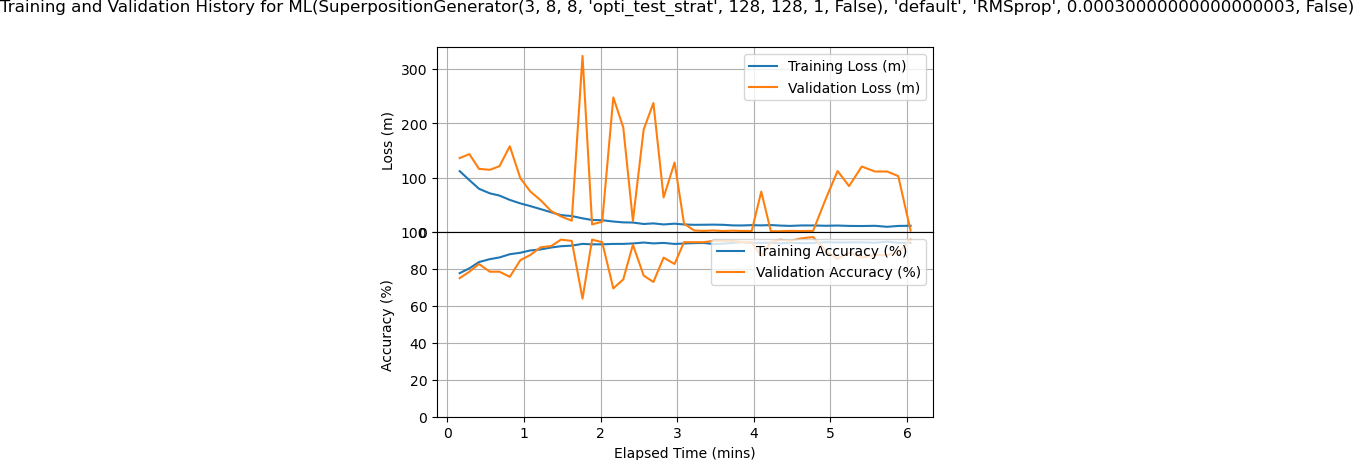 Training and Validation History for ML(SuperpositionGenerator(3, 8, 8, 'opti_test_strat', 128, 128, 1, False), 'default', 'RMSprop', 0.00030000000000000003, False)
Training Loss (m)
Validation Loss (m)
300
200
100
0
Loss (m)
Training Accuracy (%)
Validation Accuracy (%)
100
80
60
40
20
0
Accuracy (%)
0 1 2 3 4 5 6
Elapsed Time (mins)